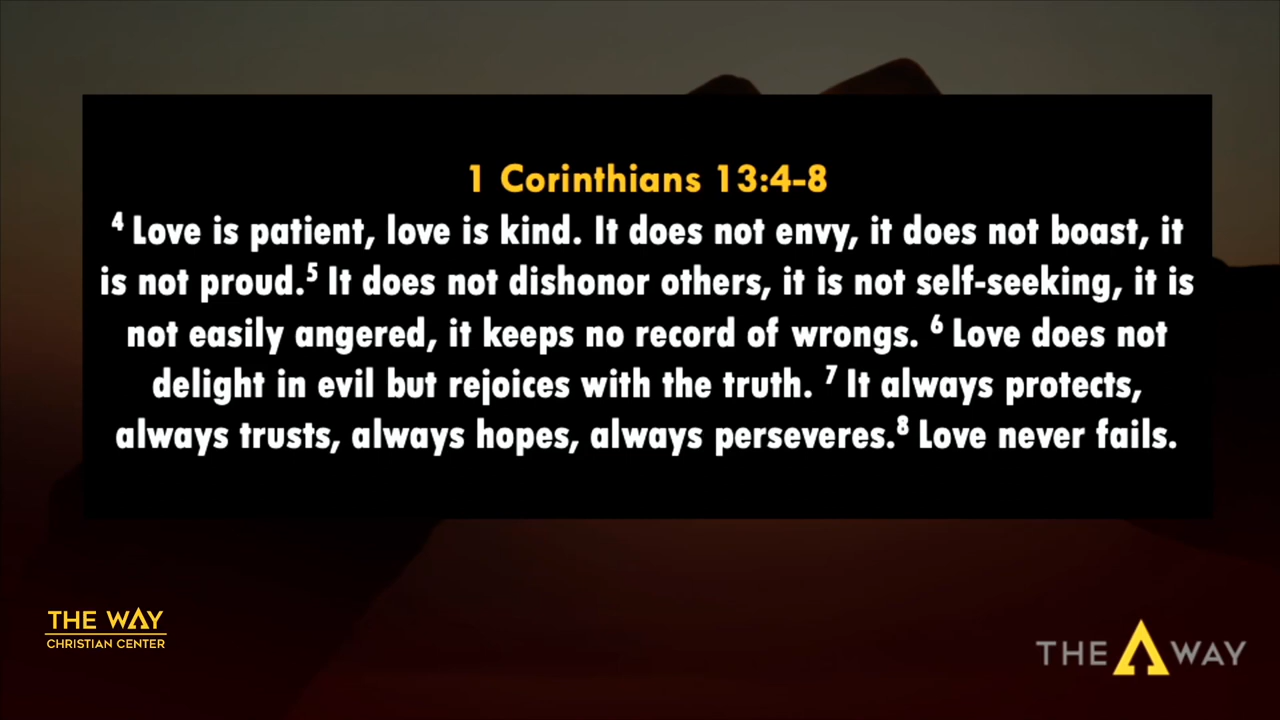 1 Corinthians 13:4-8
⁴ Love is patient, love is kind. It does not envy, it does not boast, it
is not proud.⁵ It does not dishonor others, it is not self-seeking, it is
not easily angered, it keeps no record of wrongs. ⁶ Love does not
delight in evil but rejoices with the truth. ⁷ It always protects,
always trusts, always hopes, always perseveres.⁸ Love never fails.
THE WAY
CHRISTIAN CENTER
THE WAY